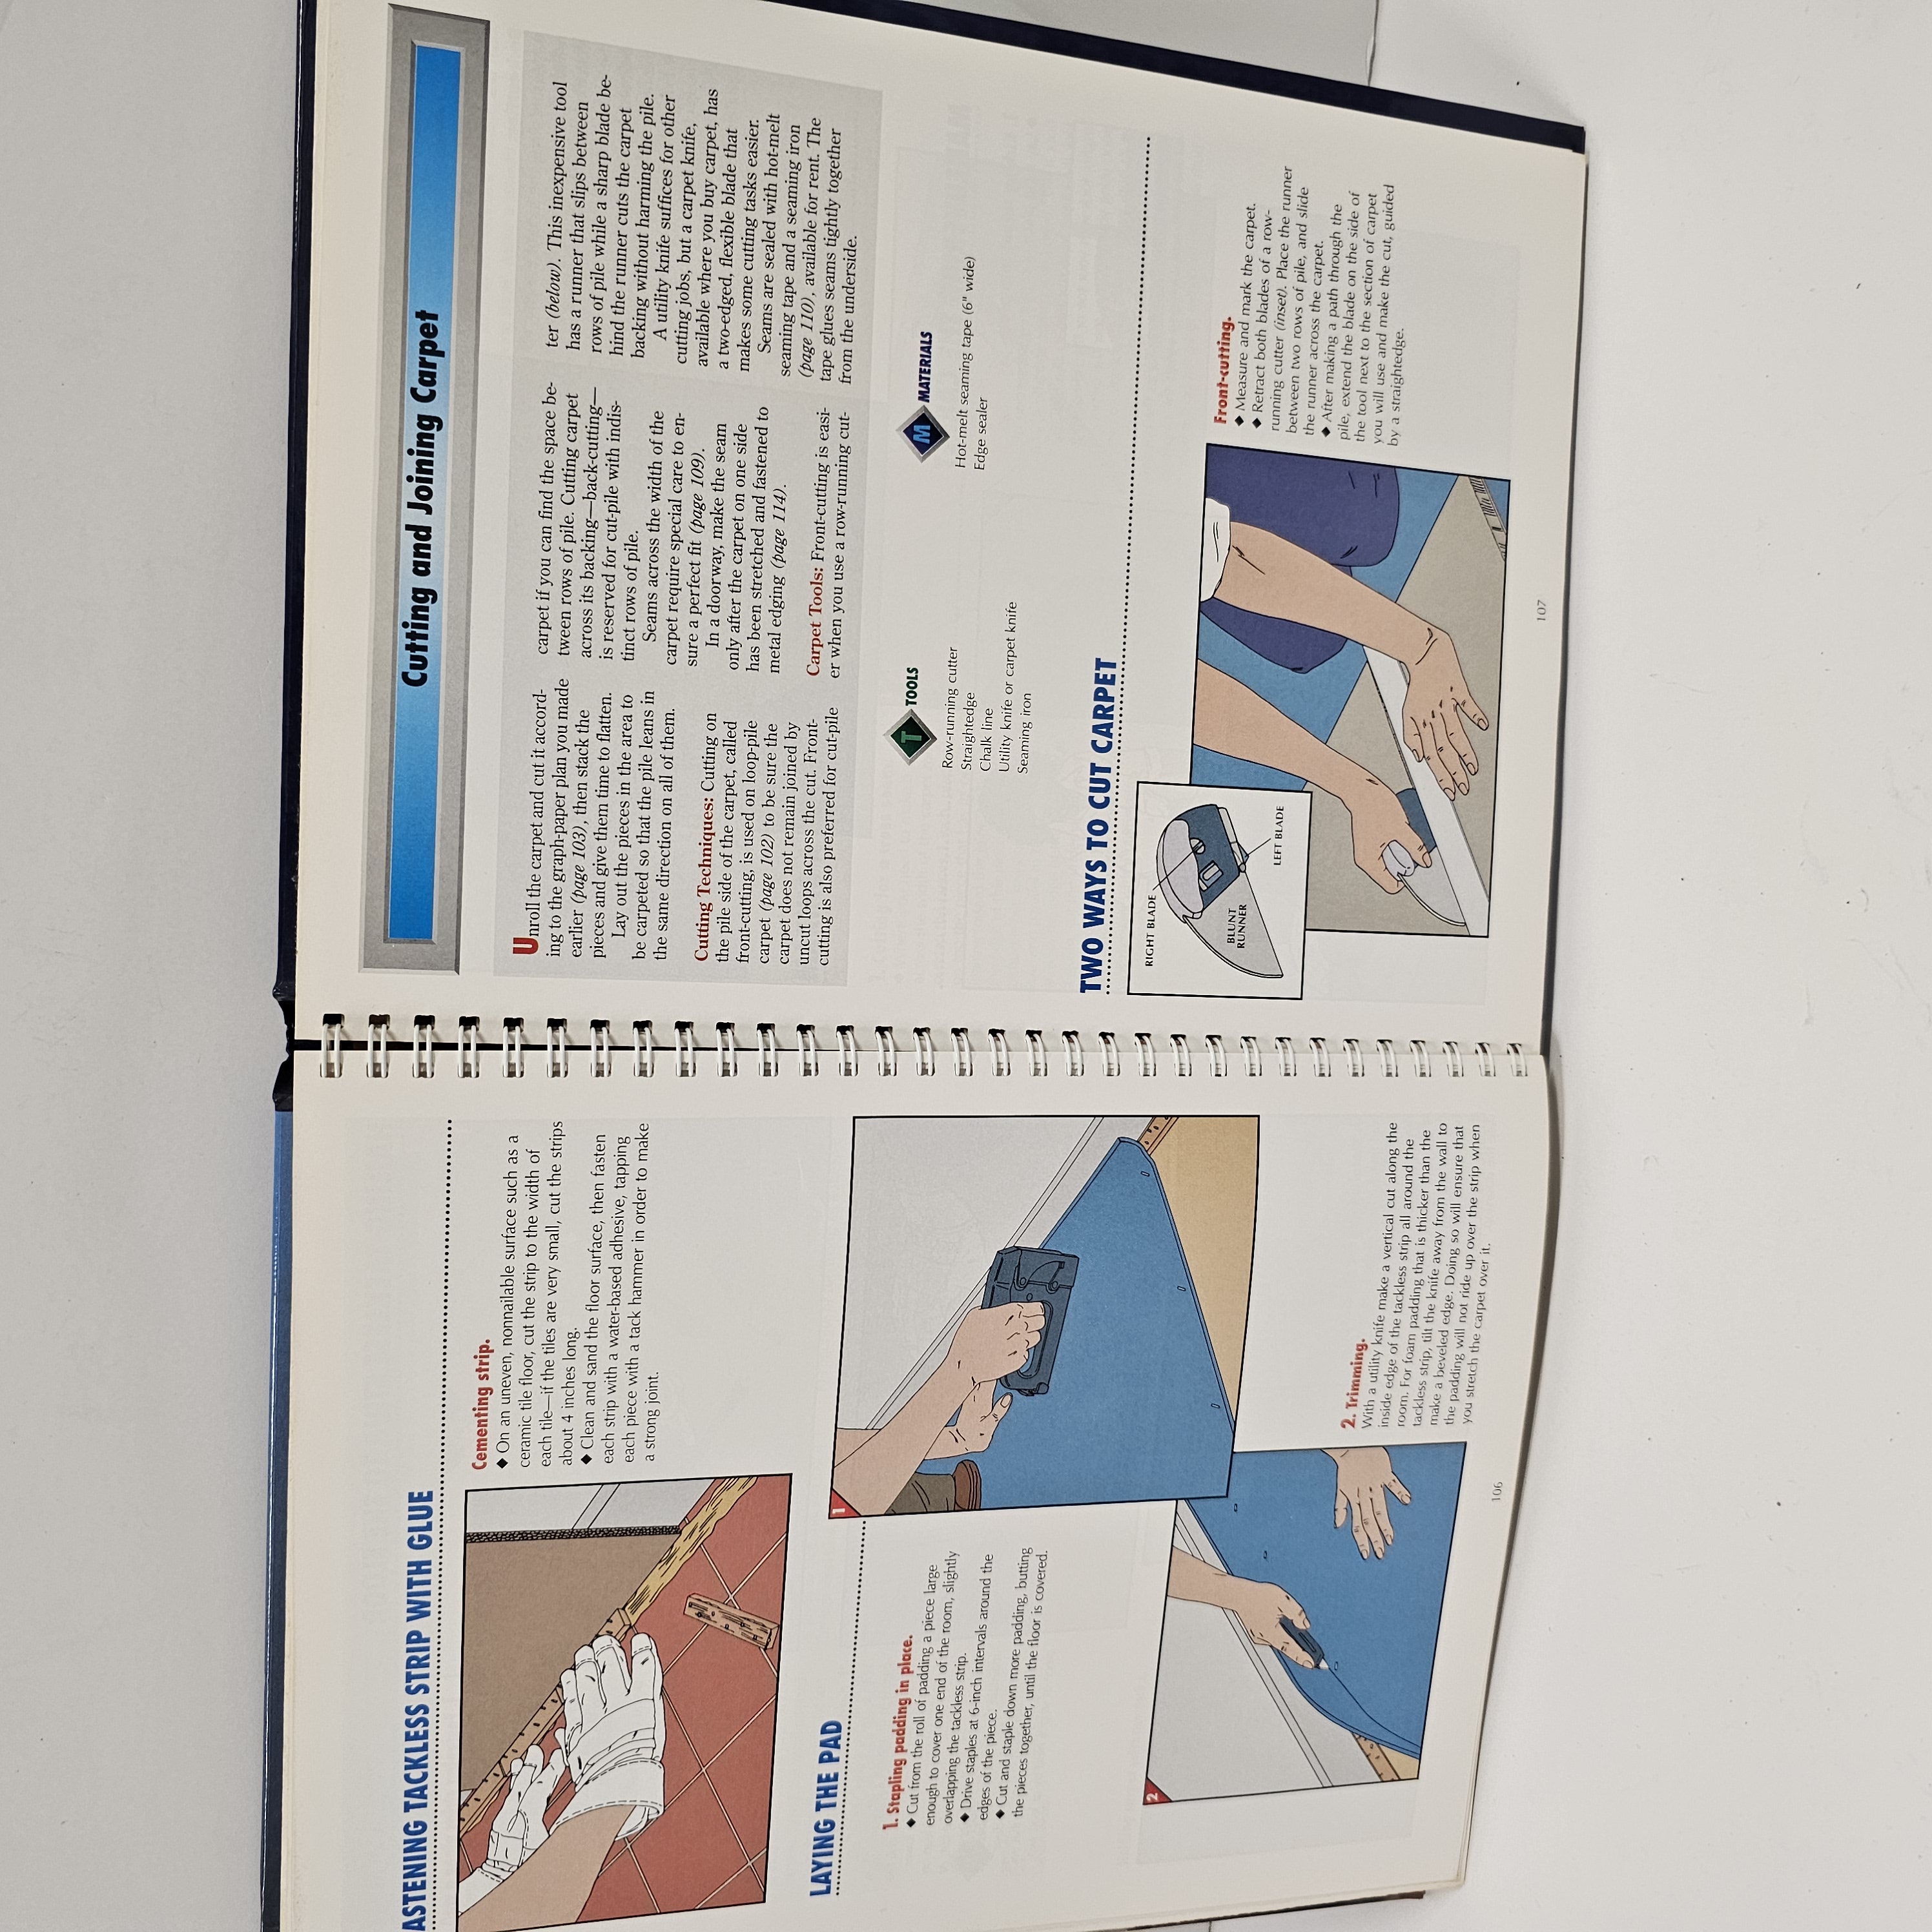 ASTENING TACKLESS STRIP WITH GLUE
Cementing strip.
◆ On an uneven, nonnailable surface such as a
ceramic tile floor, cut the strip to the width of
each tile—if the tiles are very small, cut the strips
about 4 inches long.
◆ Clean and sand the floor surface, then fasten
each strip with a water-based adhesive, tapping
each piece with a tack hammer in order to make
a strong joint.
LAYING THE PAD
1. Stapling padding in place.
◆ Cut from the roll of padding a piece large
enough to cover one end of the room, slightly
overlapping the tackless strip.
◆ Drive staples at 6-inch intervals around the
edges of the piece.
◆ Cut and staple down more padding, butting
the pieces together, until the floor is covered.
1
2
2. Trimming.
With a utility knife make a vertical cut along the
inside edge of the tackless strip all around the
room. For foam padding that is thicker than the
tackless strip, tilt the knife away from the wall to
make a beveled edge. Doing so will ensure that
the padding will not ride up over the strip when
you stretch the carpet over it.
106
Cutting and Joining Carpet
Unroll the carpet and cut it accord-
ing to the graph-paper plan you made
earlier (page 103), then stack the
pieces and give them time to flatten.
Lay out the pieces in the area to
be carpeted so that the pile leans in
the same direction on all of them.
Cutting Techniques: Cutting on
the pile side of the carpet, called
front-cutting, is used on loop-pile
carpet (page 102) to be sure the
carpet does not remain joined by
uncut loops across the cut. Front-
cutting is also preferred for cut-pile
carpet if you can find the space be-
tween rows of pile. Cutting carpet
across its backing—back-cutting—
is reserved for cut-pile with indis-
tinct rows of pile.
Seams across the width of the
carpet require special care to en-
sure a perfect fit (page 109).
In a doorway, make the seam
only after the carpet on one side
has been stretched and fastened to
metal edging (page 114).
Carpet Tools: Front-cutting is easi-
er when you use a row-running cut-
ter (below). This inexpensive tool
has a runner that slips between
rows of pile while a sharp blade be-
hind the runner cuts the carpet
backing without harming the pile.
A utility knife suffices for other
cutting jobs, but a carpet knife,
available where you buy carpet, has
a two-edged, flexible blade that
makes some cutting tasks easier.
Seams are sealed with hot-melt
seaming tape and a seaming iron
(page 110), available for rent. The
tape glues seams tightly together
from the underside.
T TOOLS
Row-running cutter
Straightedge
Chalk line
Utility knife or carpet knife
Seaming iron
M MATERIALS
Hot-melt seaming tape (6" wide)
Edge sealer
TWO WAYS TO CUT CARPET
RIGHT BLADE
BLUNT
RUNNER
LEFT BLADE
Front-cutting.
◆ Measure and mark the carpet.
◆ Retract both blades of a row-
running cutter (inset). Place the runner
between two rows of pile, and slide
the runner across the carpet.
◆ After making a path through the
pile, extend the blade on the side of
the tool next to the section of carpet
you will use and make the cut, guided
by a straightedge.
107